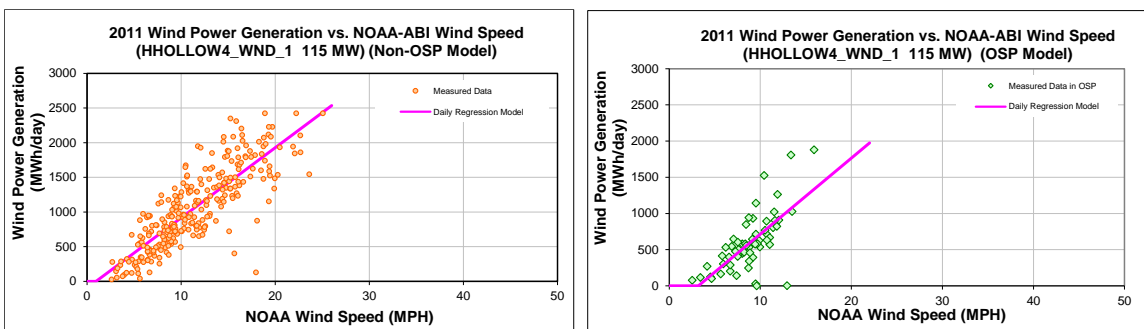 2011 Wind Power Generation vs. NOAA-ABI Wind Speed
(HHOLLOW4_WND_1 115 MW) (Non-OSP Model)
Wind Power Generation
(MWh/day)
3000
2500
2000
1500
1000
500
0
Measured Data
Daily Regression Model
0 10 20 30 40 50
NOAA Wind Speed (MPH)
2011 Wind Power Generation vs. NOAA-ABI Wind Speed
(HHOLLOW4_WND_1 115 MW) (OSP Model)
Wind Power Generation
(MWh/day)
3000
2500
2000
1500
1000
500
0
Measured Data in OSP
Daily Regression Model
0 10 20 30 40 50
NOAA Wind Speed (MPH)